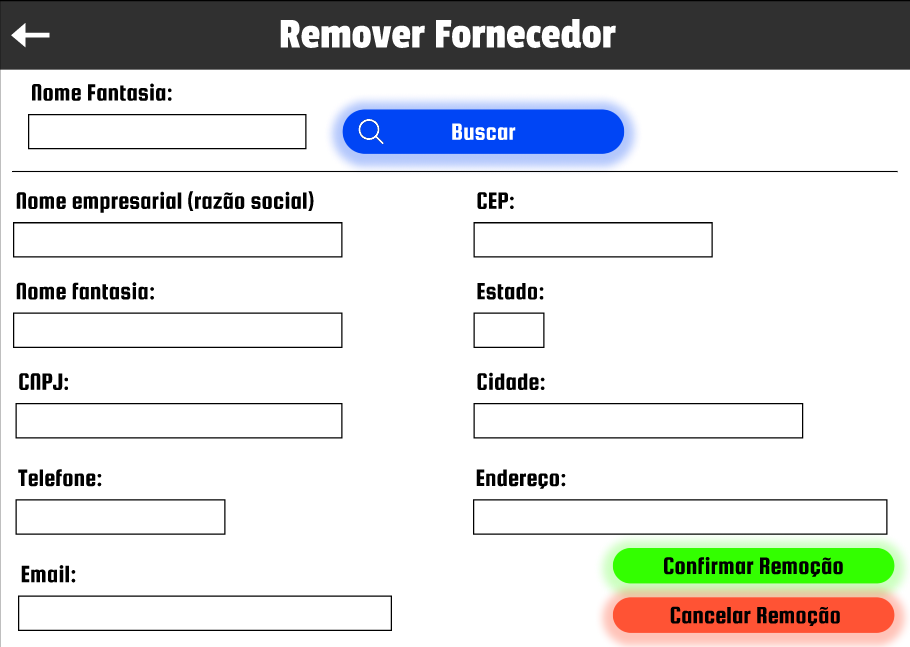 Remover Fornecedor
Nome Fantasia:
Buscar
Nome empresarial (razão social)
CEP:
Nome fantasia:
Estado:
CNPJ:
Cidade:
Telefone:
Endereço:
Email:
Confirmar Remoção
Cancelar Remoção